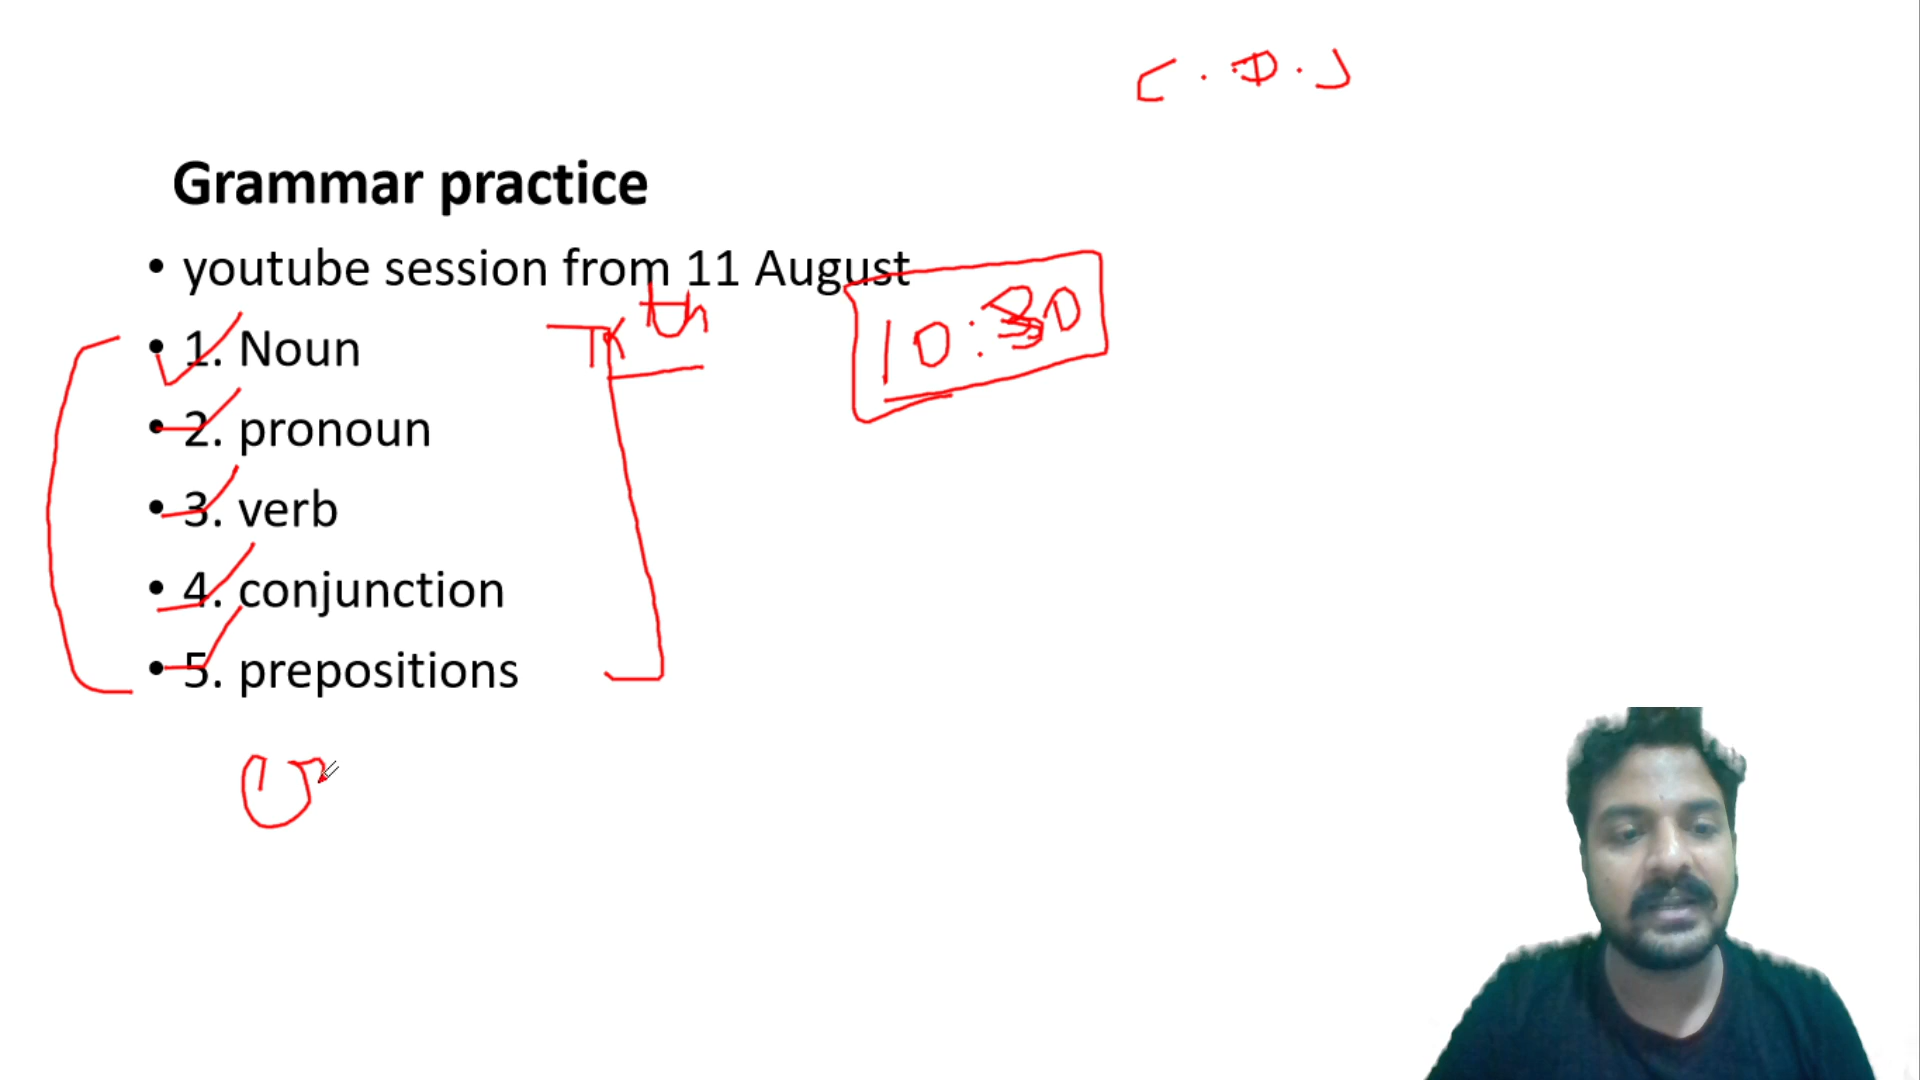 C.D.S
Grammar practice
• youtube session from 11 August
th
10:30
• 1. Noun
• 2. pronoun
• 3. verb
• 4. conjunction
• 5. prepositions